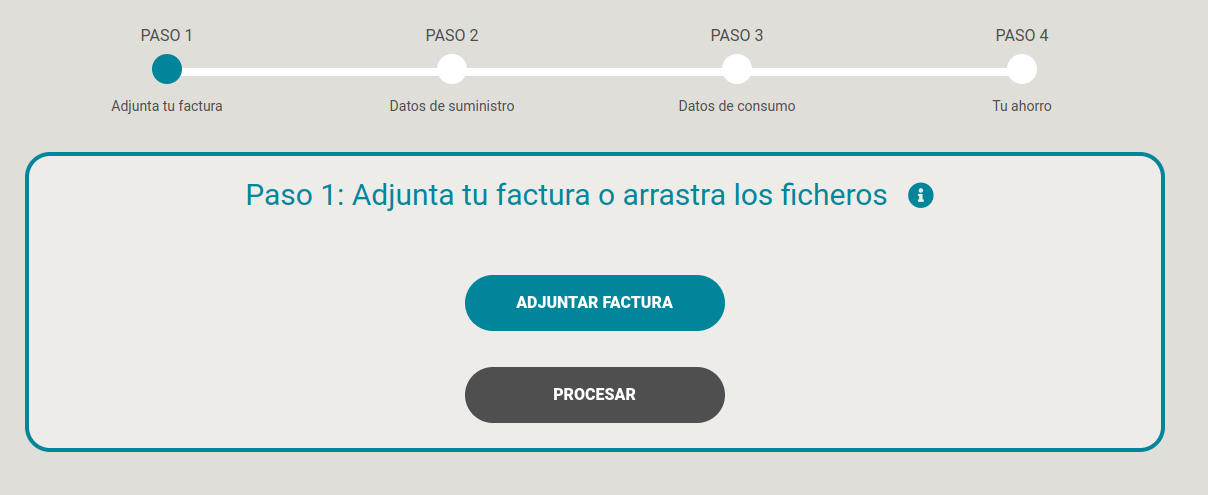 PASO 1
PASO 2
PASO 3
PASO 4
Adjunta tu factura
Datos de suministro
Datos de consumo
Tu ahorro
Paso 1: Adjunta tu factura o arrastra los ficheros
ADJUNTAR FACTURA
PROCESAR